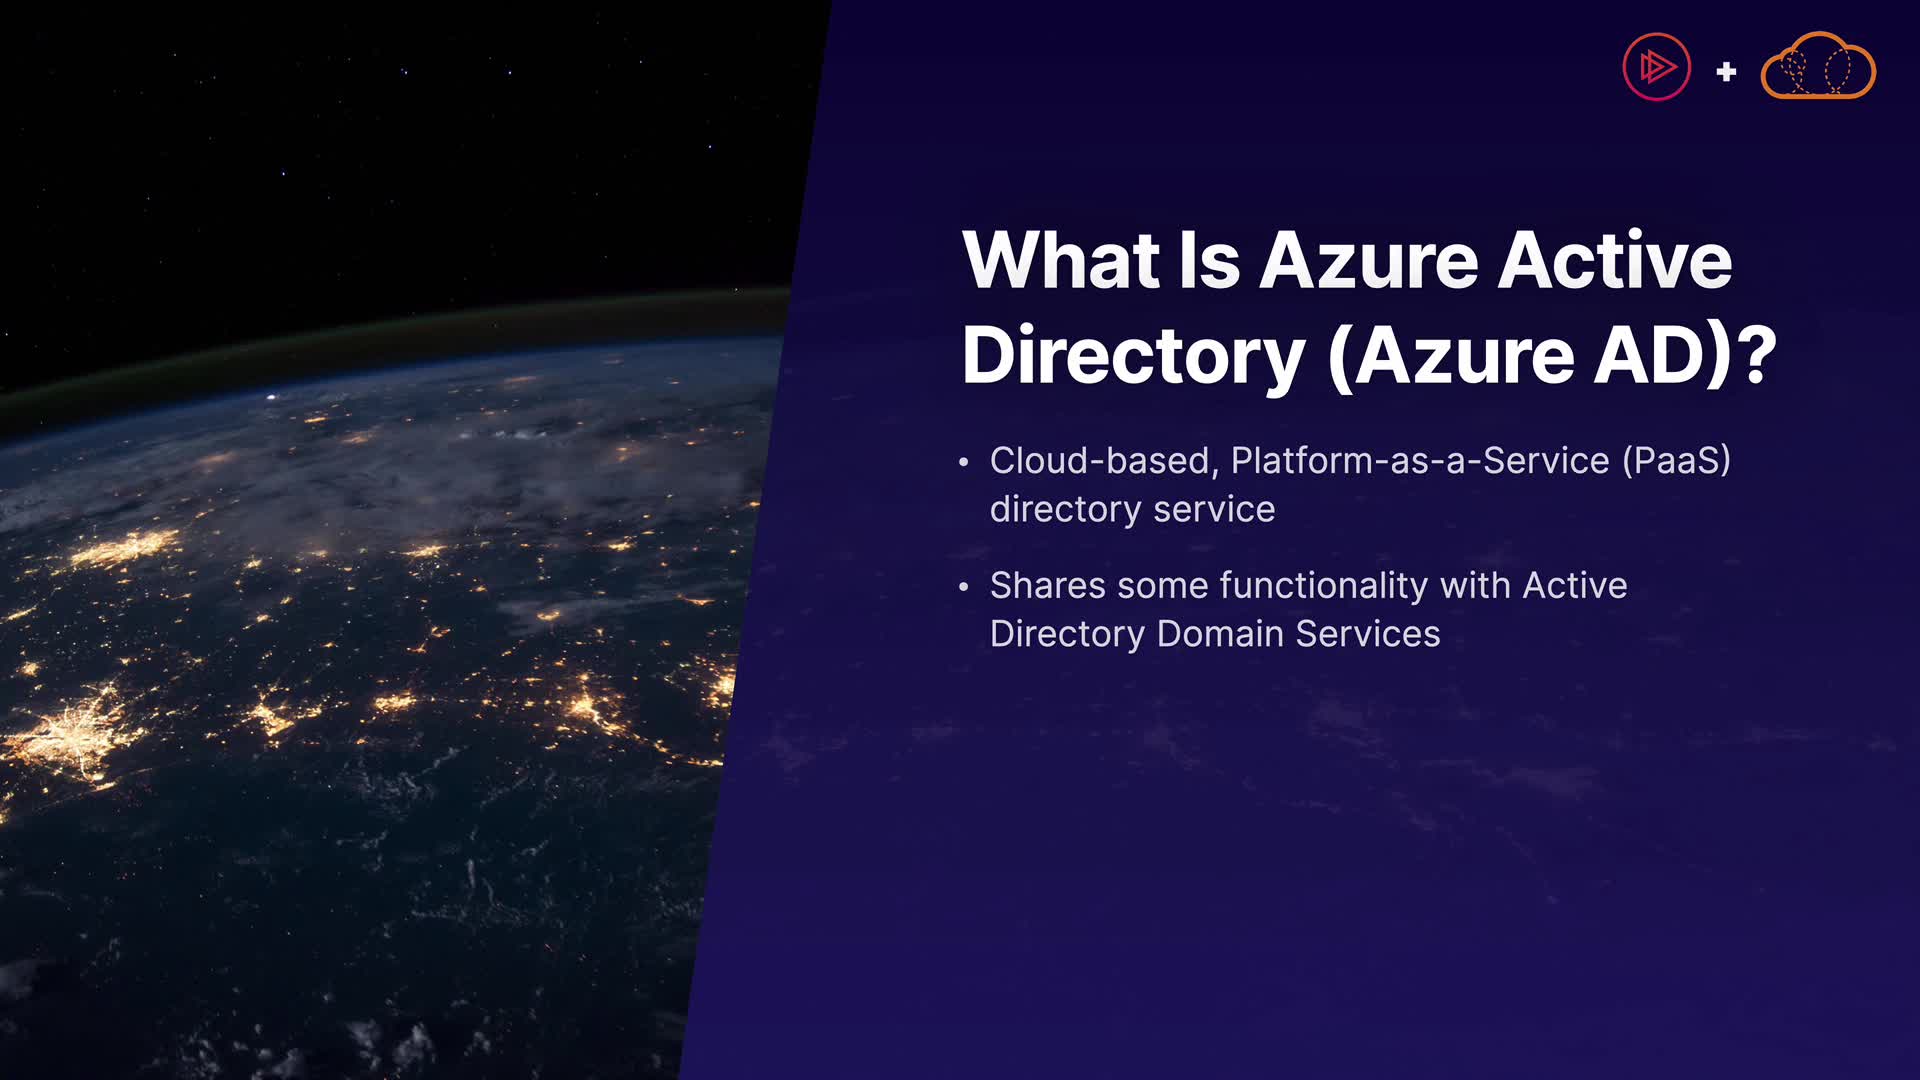 What Is Azure Active
Directory (Azure AD)?
• Cloud-based, Platform-as-a-Service (PaaS)
directory service
• Shares some functionality with Active
Directory Domain Services